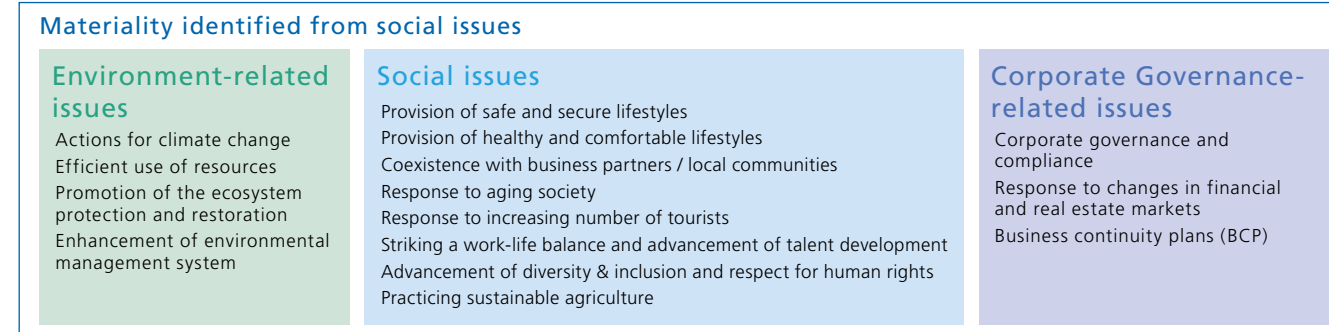 Materiality identified from social issues
Environment-related
issues
Actions for climate change
Efficient use of resources
Promotion of the ecosystem
protection and restoration
Enhancement of environmental
management system
Social issues
Provision of safe and secure lifestyles
Provision of healthy and comfortable lifestyles
Coexistence with business partners / local communities
Response to aging society
Response to increasing number of tourists
Striking a work-life balance and advancement of talent development
Advancement of diversity & inclusion and respect for human rights
Practicing sustainable agriculture
Corporate Governance-
related issues
Corporate governance and
compliance
Response to changes in financial
and real estate markets
Business continuity plans (BCP)